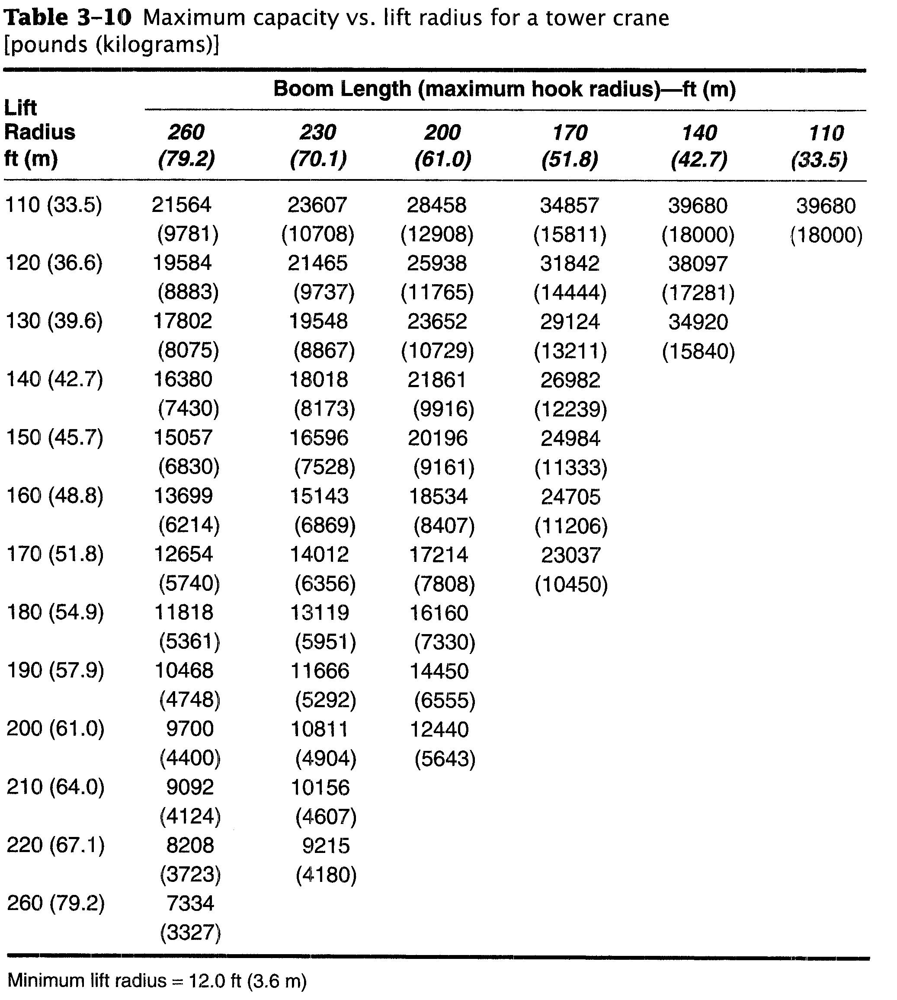 Table 3–10 Maximum capacity vs. lift radius for a tower crane
[pounds (kilograms)]
Boom Length (maximum hook radius)—ft (m)
Lift
Radius 260 230 200 170 140 110
ft (m) (79.2) (70.1) (61.0) (51.8) (42.7) (33.5)
110 (33.5) 21564 23607 28458 34857 39680 39680
(9781) (10708) (12908) (15811) (18000) (18000)
120 (36.6) 19584 21465 25938 31842 38097
(8883) (9737) (11765) (14444) (17281)
130 (39.6) 17802 19548 23652 29124 34920
(8075) (8867) (10729) (13211) (15840)
140 (42.7) 16380 18018 21861 26982
(7430) (8173) (9916) (12239)
150 (45.7) 15057 16596 20196 24984
(6830) (7528) (9161) (11333)
160 (48.8) 13699 15143 18534 24705
(6214) (6869) (8407) (11206)
170 (51.8) 12654 14012 17214 23037
(5740) (6356) (7808) (10450)
180 (54.9) 11818 13119 16160
(5361) (5951) (7330)
190 (57.9) 10468 11666 14450
(4748) (5292) (6555)
200 (61.0) 9700 10811 12440
(4400) (4904) (5643)
210 (64.0) 9092 10156
(4124) (4607)
220 (67.1) 8208 9215
(3723) (4180)
260 (79.2) 7334
(3327)
Minimum lift radius = 12.0 ft (3.6 m)